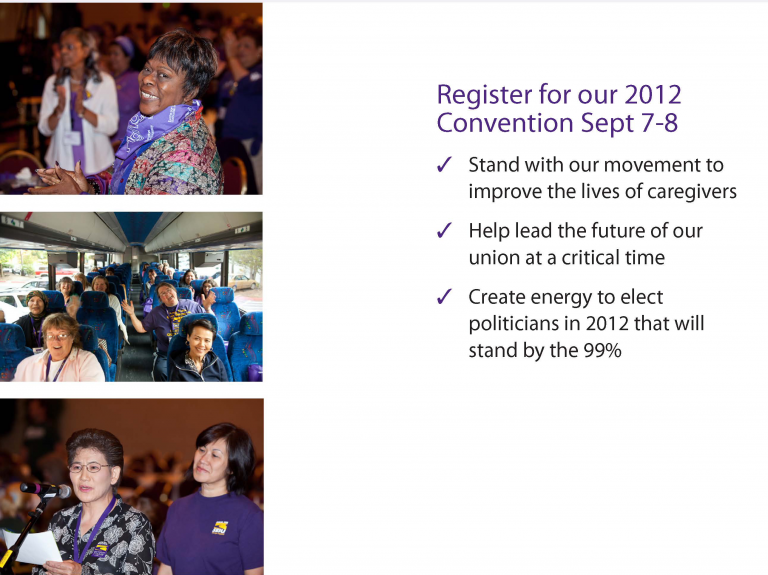 Register for our 2012
Convention Sept 7-8
✓ Stand with our movement to
improve the lives of caregivers
✓ Help lead the future of our
union at a critical time
✓ Create energy to elect
politicians in 2012 that will
stand by the 99%